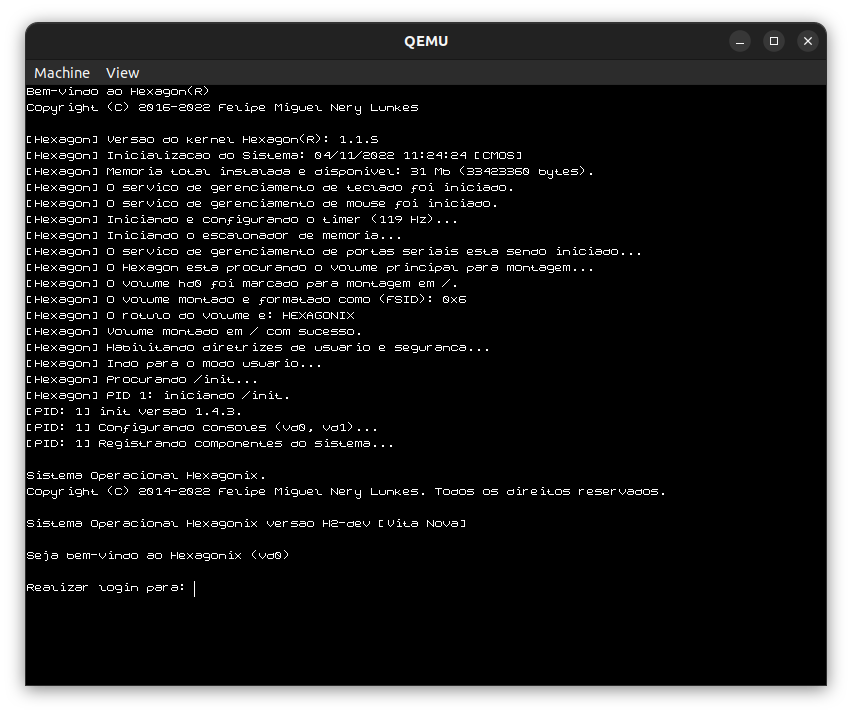 QEMU
Machine View
Bem-vindo ao Hexagon(R)
Copyright (C) 2016-2022 Felipe Miguel Nery Lunkes
[Hexagon] Versao do kernel Hexagon(R): 1.1.S
[Hexagon] Inicializacao do Sistema: 04/11/2022 11:24:24 [CMOS]
[Hexagon] Memoria total instalada e disponivel: 31 Mb (33423360 bytes).
[Hexagon] O servico de gerenciamento de teclado foi iniciado.
[Hexagon] O servico de gerenciamento de mouse foi iniciado.
[Hexagon] Iniciando e configurando o timer (119 Hz)...
[Hexagon] Iniciando o escalonador de memoria...
[Hexagon] O servico de gerenciamento de portas seriais esta sendo iniciado...
[Hexagon] O Hexagon esta procurando o volume principal para montagem...
[Hexagon] O volume hd0 foi marcado para montagem em /.
[Hexagon] O volume montado e formatado como (FSID): 0x6
[Hexagon] O rotulo do volume e: HEXAGONIX
[Hexagon] Volume montado em / com sucesso.
[Hexagon] Habilitando diretrizes de usuario e seguranca...
[Hexagon] Indo para o modo usuario...
[Hexagon] Procurando /init...
[Hexagon] PID 1: iniciando /init.
[PID: 1] init versao 1.4.3.
[PID: 1] Configurando consoles (vd0, vd1)...
[PID: 1] Registrando componentes do sistema...
Sistema Operacional Hexagonix.
Copyright (C) 2014-2022 Felipe Miguel Nery Lunkes. Todos os direitos reservados.
Sistema Operacional Hexagonix versao H2-dev [Vita Nova]
Seja bem-vindo ao Hexagonix (vd0)
Realizar login para: